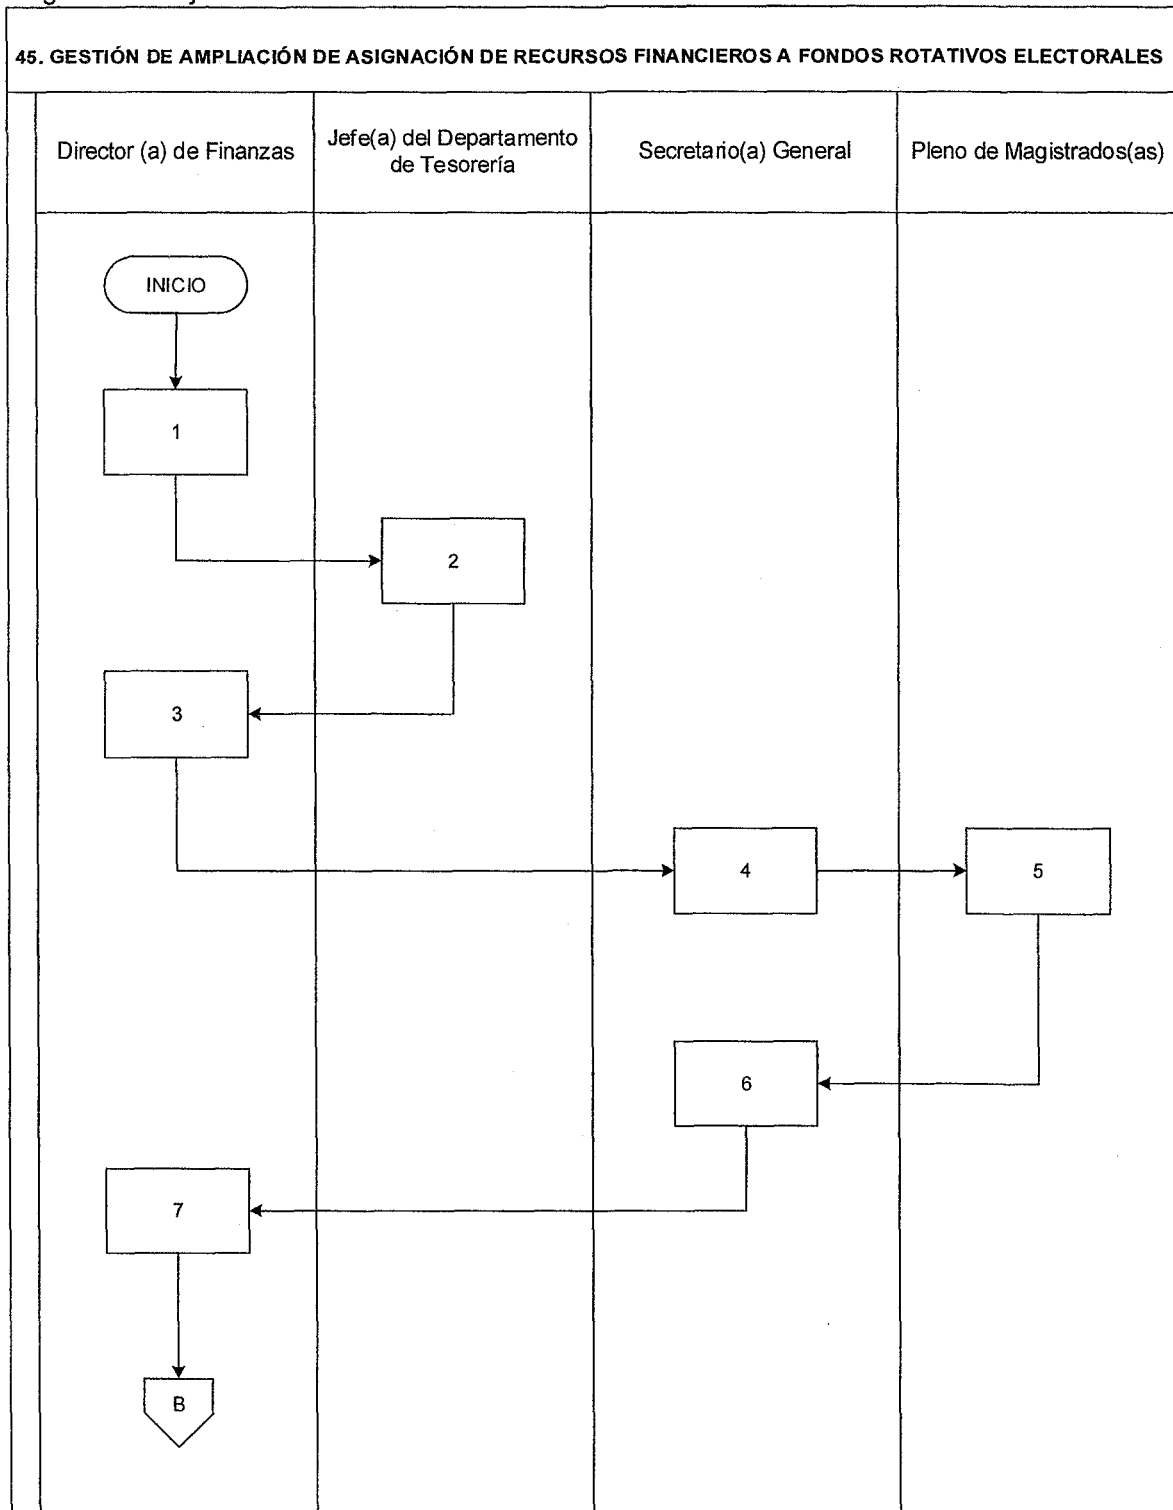 45. GESTIÓN DE AMPLIACIÓN DE ASIGNACIÓN DE RECURSOS FINANCIEROS A FONDOS ROTATIVOS ELECTORALES
Director (a) de Finanzas
Jefe(a) del Departamento
de Tesorería
Secretario(a) General
Pleno de Magistrados(as)
INICIO
1
2
3
4
5
6
7
B